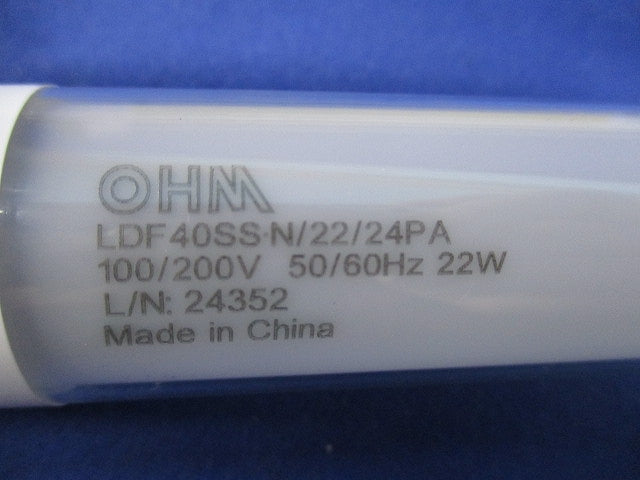 OHM
LDF40SS·N/22/24PA
100/200V 50/60Hz 22W
L/N: 24352
Made in China